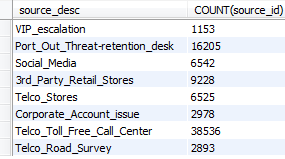 source_desc COUNT(source_id)
VIP_escalation 1153
Port_Out_Threat-retention_desk 16205
Social_Media 6542
3rd_Party_Retail_Stores 9228
Telco_Stores 6525
Corporate_Account_issue 2978
Telco_Toll_Free_Call_Center 38536
Telco_Road_Survey 2893